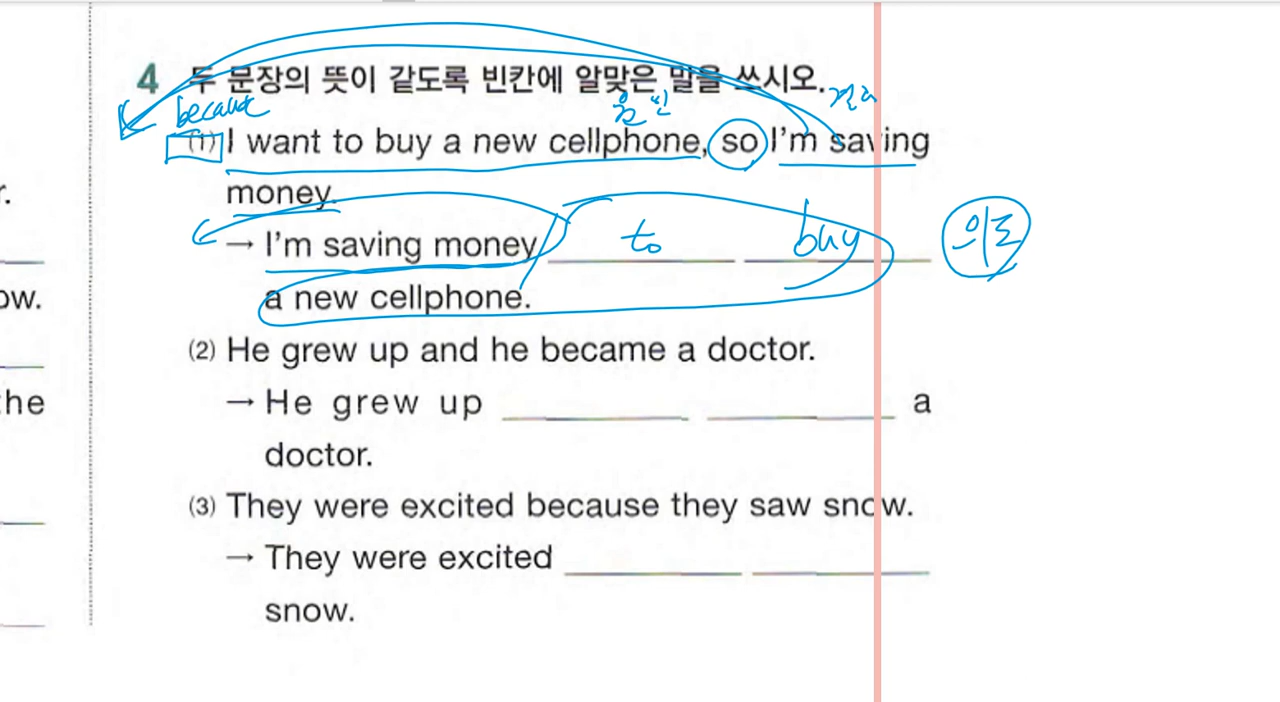 4 두 문장의 뜻이 같도록 빈칸에 알맞은 말을 쓰시오.
because 원인 결과
(1) I want to buy a new cellphone, so I'm saving
money.
→ I'm saving money to buy 의도
a new cellphone.
(2) He grew up and he became a doctor.
→ He grew up a
doctor.
(3) They were excited because they saw snow.
→ They were excited
snow.
r.
ow.
the